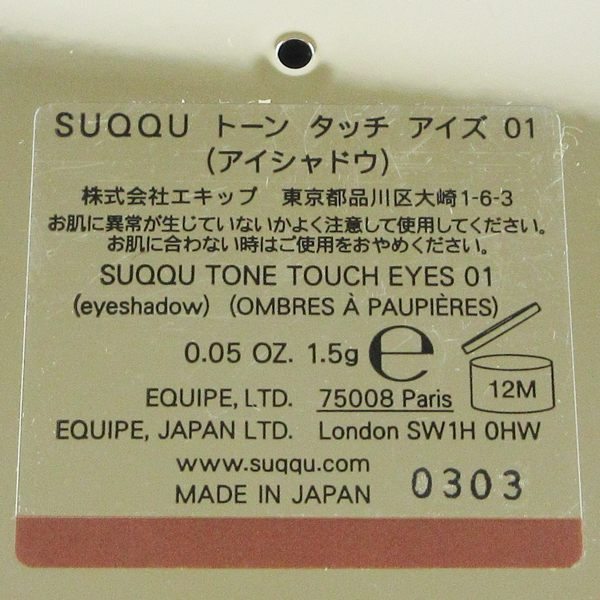 SUQQU トーン タッチ アイズ 01
(アイシャドウ)
株式会社エキップ 東京都品川区大崎1-6-3
お肌に異常が生じていないかよく注意して使用してください。
お肌に合わない時はご使用をおやめください。
SUQQU TONE TOUCH EYES 01
(eyeshadow) (OMBRES À PAUPIÈRES)
0.05 OZ. 1.5g ℮
12M
EQUIPE, LTD. 75008 Paris
EQUIPE, JAPAN LTD. London SW1H 0HW
www.suqqu.com
MADE IN JAPAN 0303